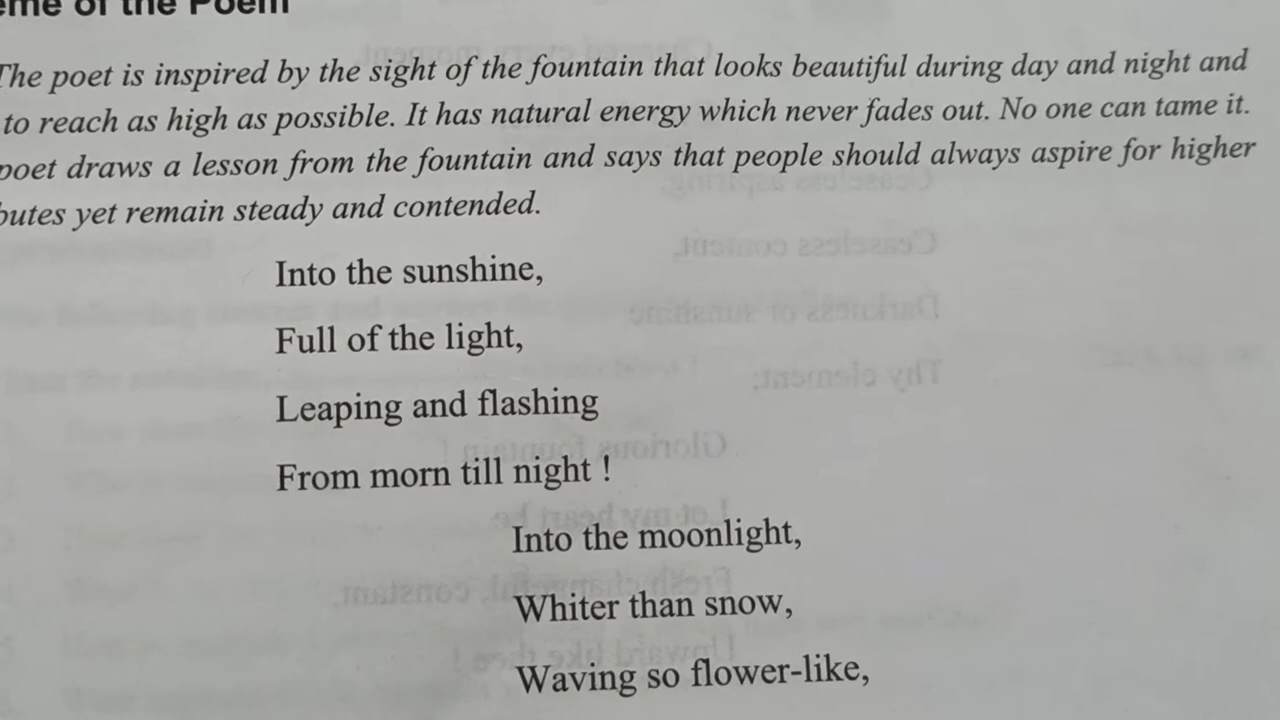 of the Poem
The poet is inspired by the sight of the fountain that looks beautiful during day and night and
to reach as high as possible. It has natural energy which never fades out. No one can tame it.
poet draws a lesson from the fountain and says that people should always aspire for higher
butes yet remain steady and contended.
Into the sunshine,
Full of the light,
Leaping and flashing
From morn till night !
Into the moonlight,
Whiter than snow,
Waving so flower-like,